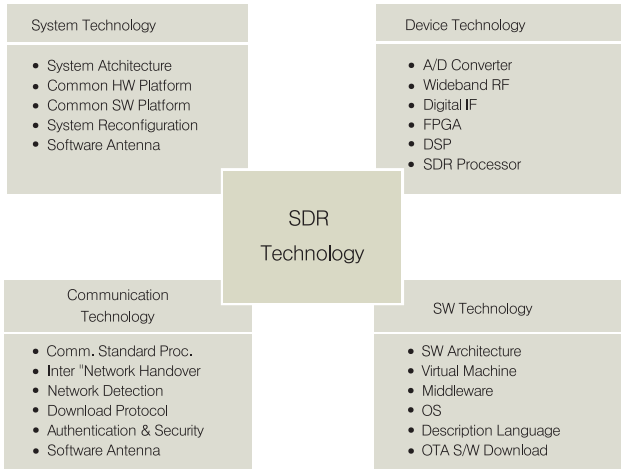 System Technology
• System Atchitecture
• Common HW Platform
• Common SW Platform
• System Reconfiguration
• Software Antenna
Device Technology
• A/D Converter
• Wideband RF
• Digital IF
• FPGA
• DSP
• SDR Processor
SDR
Technology
Communication
Technology
• Comm. Standard Proc.
• Inter "Network Handover
• Network Detection
• Download Protocol
• Authentication & Security
• Software Antenna
SW Technology
• SW Architecture
• Virtual Machine
• Middleware
• OS
• Description Language
• OTA S/W Download